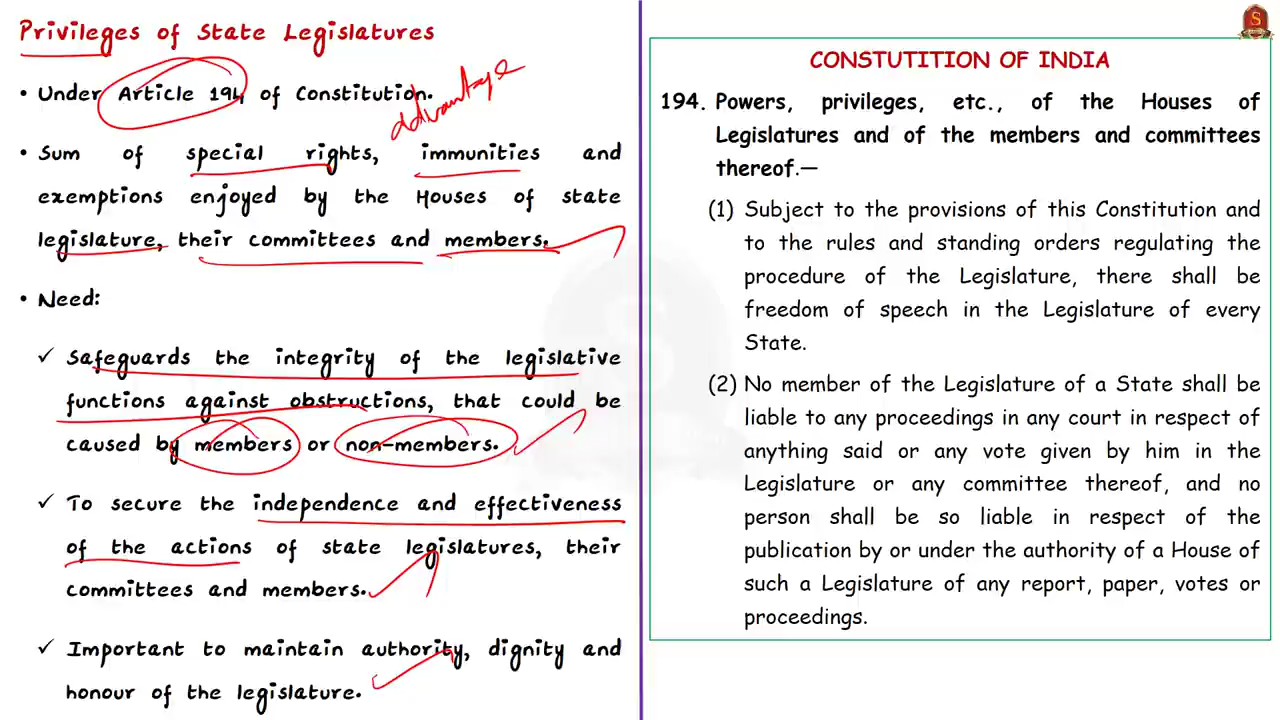 Privileges of State Legislatures
• Under Article 194 of Constitution.
advantage
• Sum of special rights, immunities and
exemptions enjoyed by the Houses of state
legislature, their committees and members.
• Need:
✓ Safeguards the integrity of the legislative
functions against obstructions, that could be
caused by members or non-members.
✓ To secure the independence and effectiveness
of the actions of state legislatures, their
committees and members.
✓ Important to maintain authority, dignity and
honour of the legislature.
S
CONSTUTITION OF INDIA
194. Powers, privileges, etc., of the Houses of
Legislatures and of the members and committees
thereof.—
(1) Subject to the provisions of this Constitution and
to the rules and standing orders regulating the
procedure of the Legislature, there shall be
freedom of speech in the Legislature of every
State.
(2) No member of the Legislature of a State shall be
liable to any proceedings in any court in respect of
anything said or any vote given by him in the
Legislature or any committee thereof, and no
person shall be so liable in respect of the
publication by or under the authority of a House of
such a Legislature of any report, paper, votes or
proceedings.